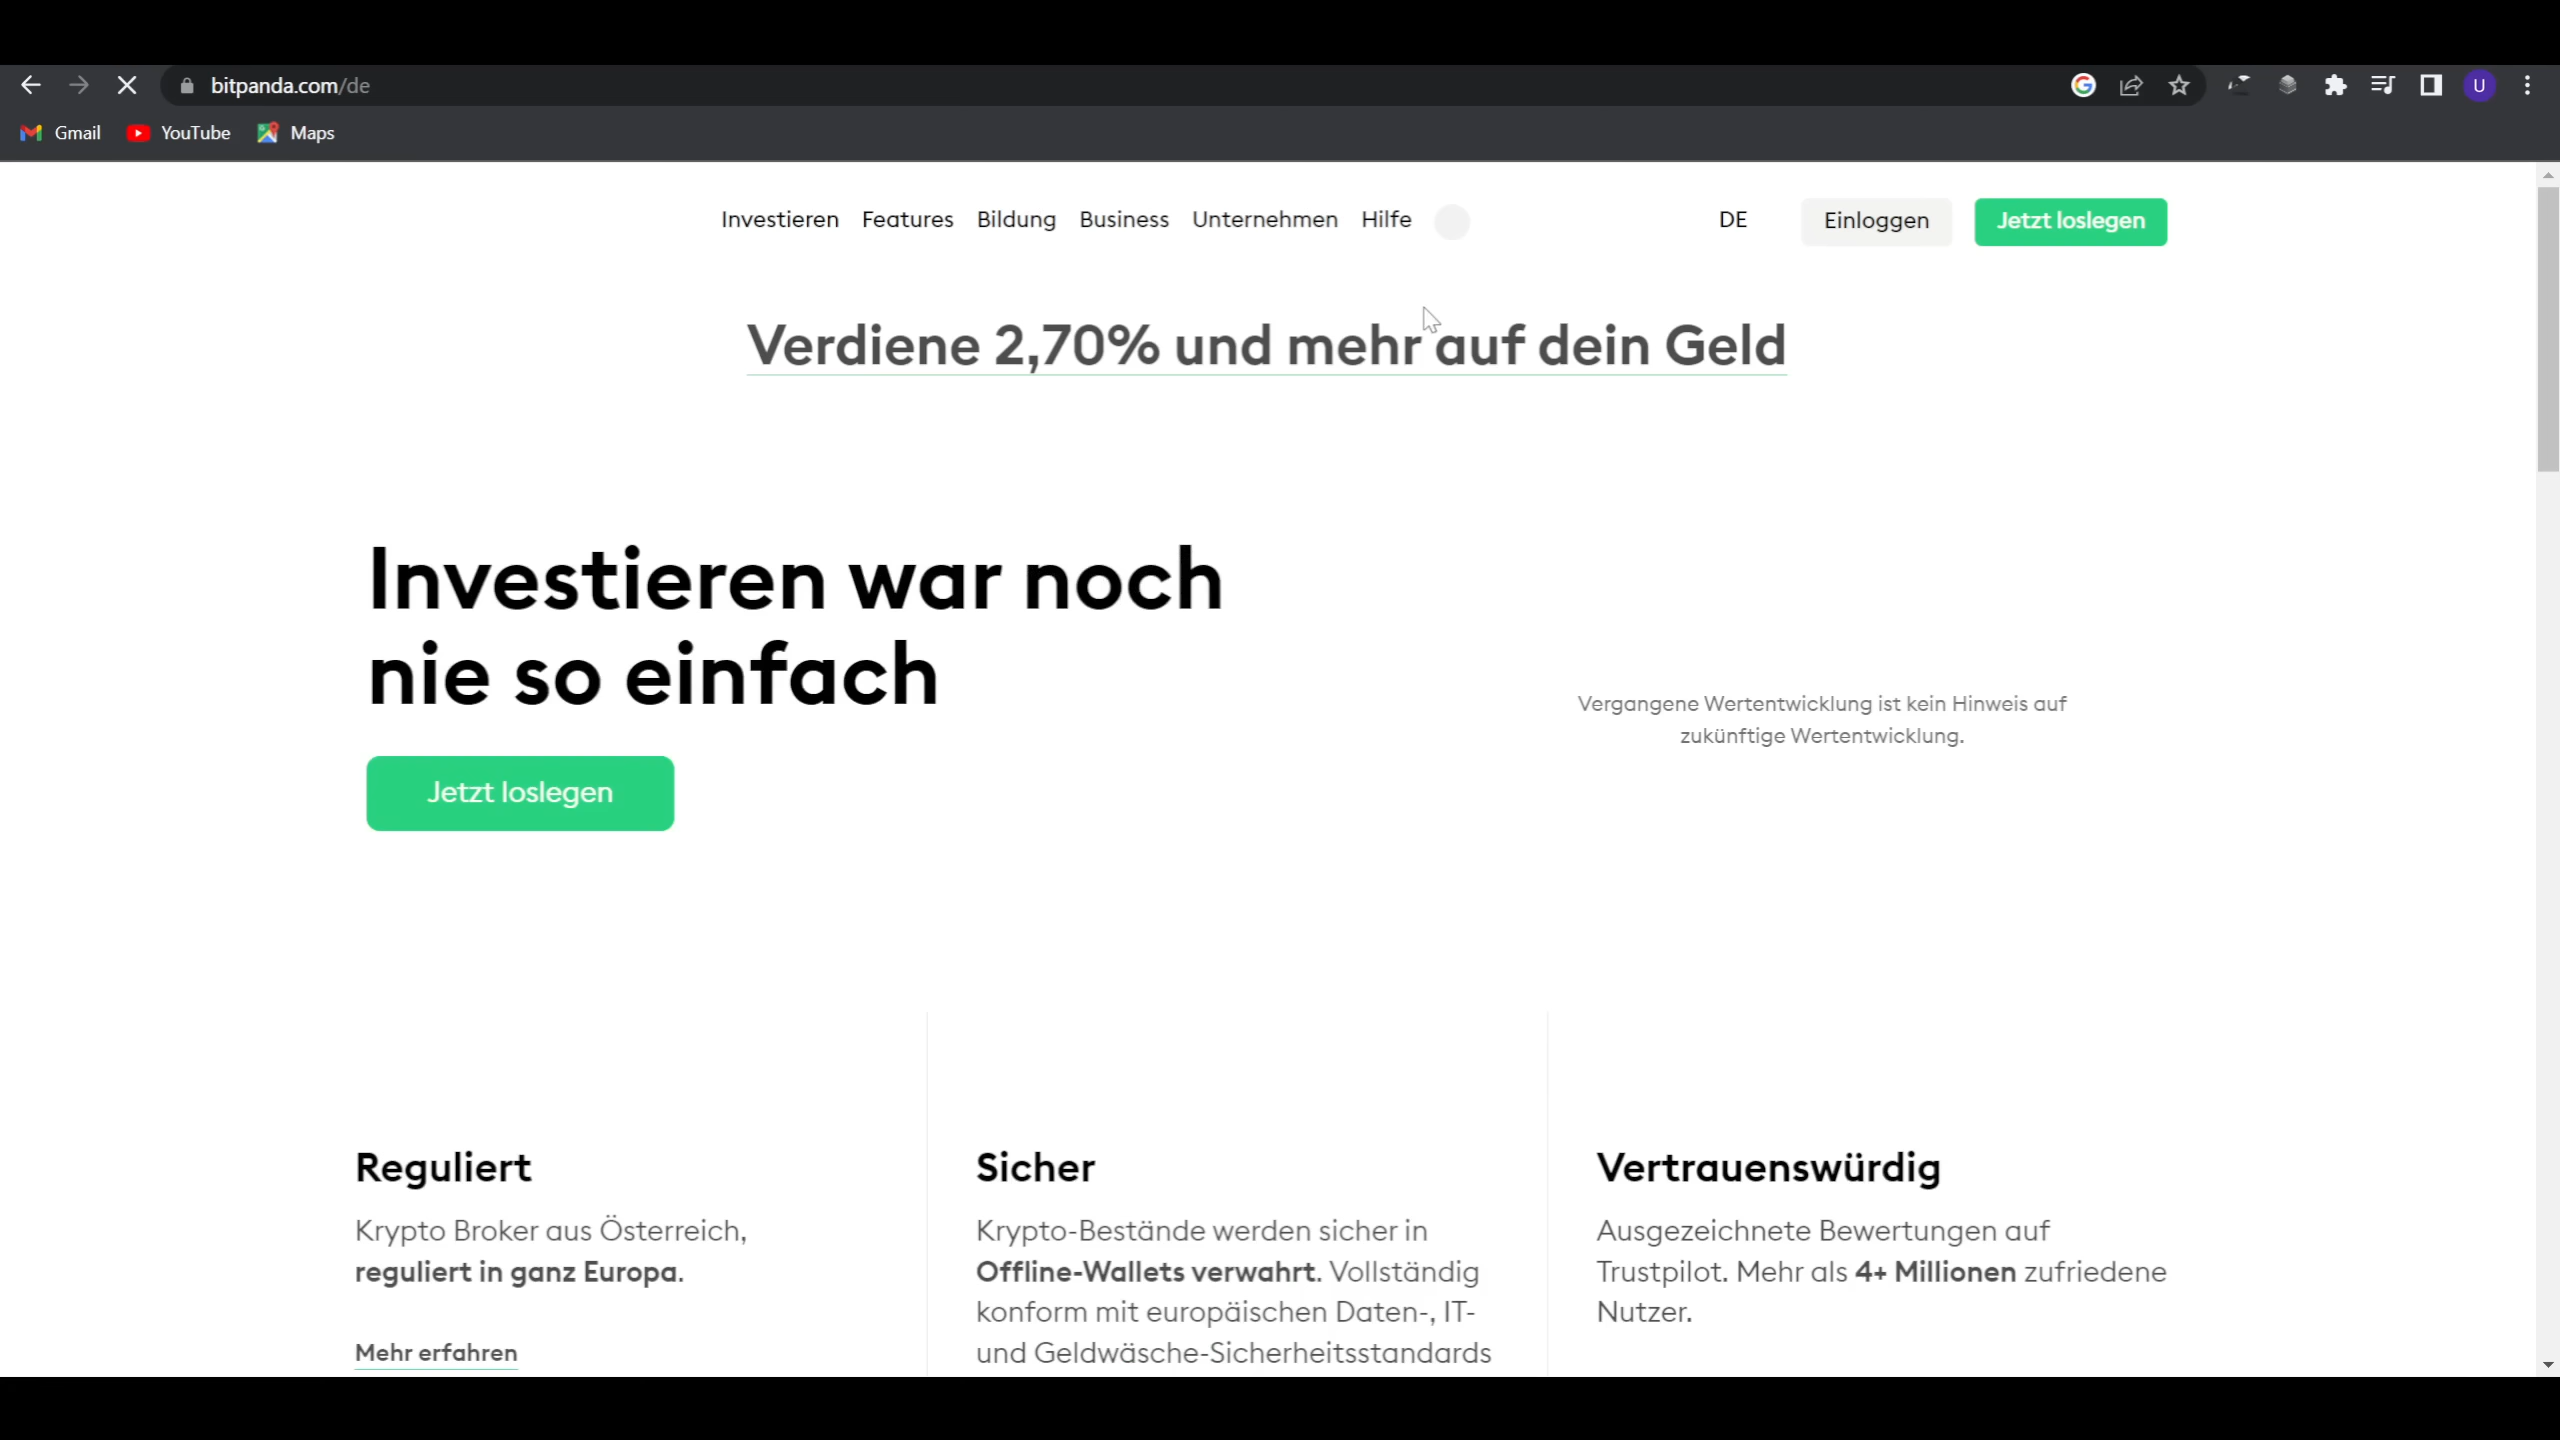 bitpanda.com/de
U
Gmail YouTube Maps
Investieren Features Bildung Business Unternehmen Hilfe DE Einloggen Jetzt loslegen
Verdiene 2,70% und mehr auf dein Geld
Investieren war noch
nie so einfach
Jetzt loslegen
Vergangene Wertentwicklung ist kein Hinweis auf
zukünftige Wertentwicklung.
Reguliert
Krypto Broker aus Österreich,
reguliert in ganz Europa.
Mehr erfahren
Sicher
Krypto-Bestände werden sicher in
Offline-Wallets verwahrt. Vollständig
konform mit europäischen Daten-, IT-
und Geldwäsche-Sicherheitsstandards
Vertrauenswürdig
Ausgezeichnete Bewertungen auf
Trustpilot. Mehr als 4+ Millionen zufriedene
Nutzer.